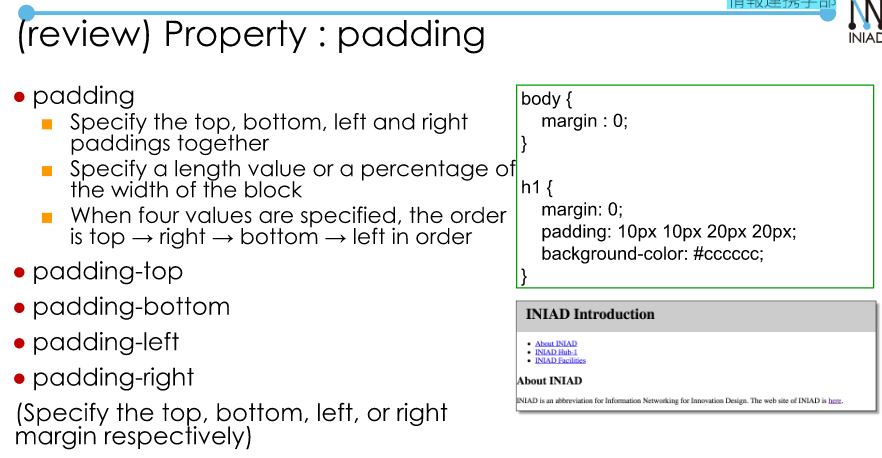 情報連携学部
INIAD
(review) Property : padding
padding
Specify the top, bottom, left and right
paddings together
Specify a length value or a percentage of
the width of the block
When four values are specified, the order
is top → right → bottom → left in order
padding-top
padding-bottom
padding-left
padding-right
(Specify the top, bottom, left, or right
margin respectively)
body {
margin : 0;
}
h1 {
margin: 0;
padding: 10px 10px 20px 20px;
background-color: #cccccc;
}
INIAD Introduction
About INIAD
INIAD Hub-1
INIAD Facilities
About INIAD
INIAD is an abbreviation for Information Networking for Innovation Design. The web site of INIAD is here.